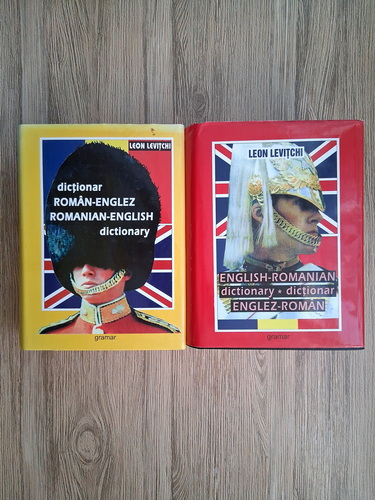 LEON LEVIȚCHI
dicționar
ROMÂN-ENGLEZ
ROMANIAN-ENGLISH
dictionary
gramar
LEON LEVIȚCHI
ENGLISH-ROMANIAN
dictionary • dicționar
ENGLEZ-ROMÂN
gramar